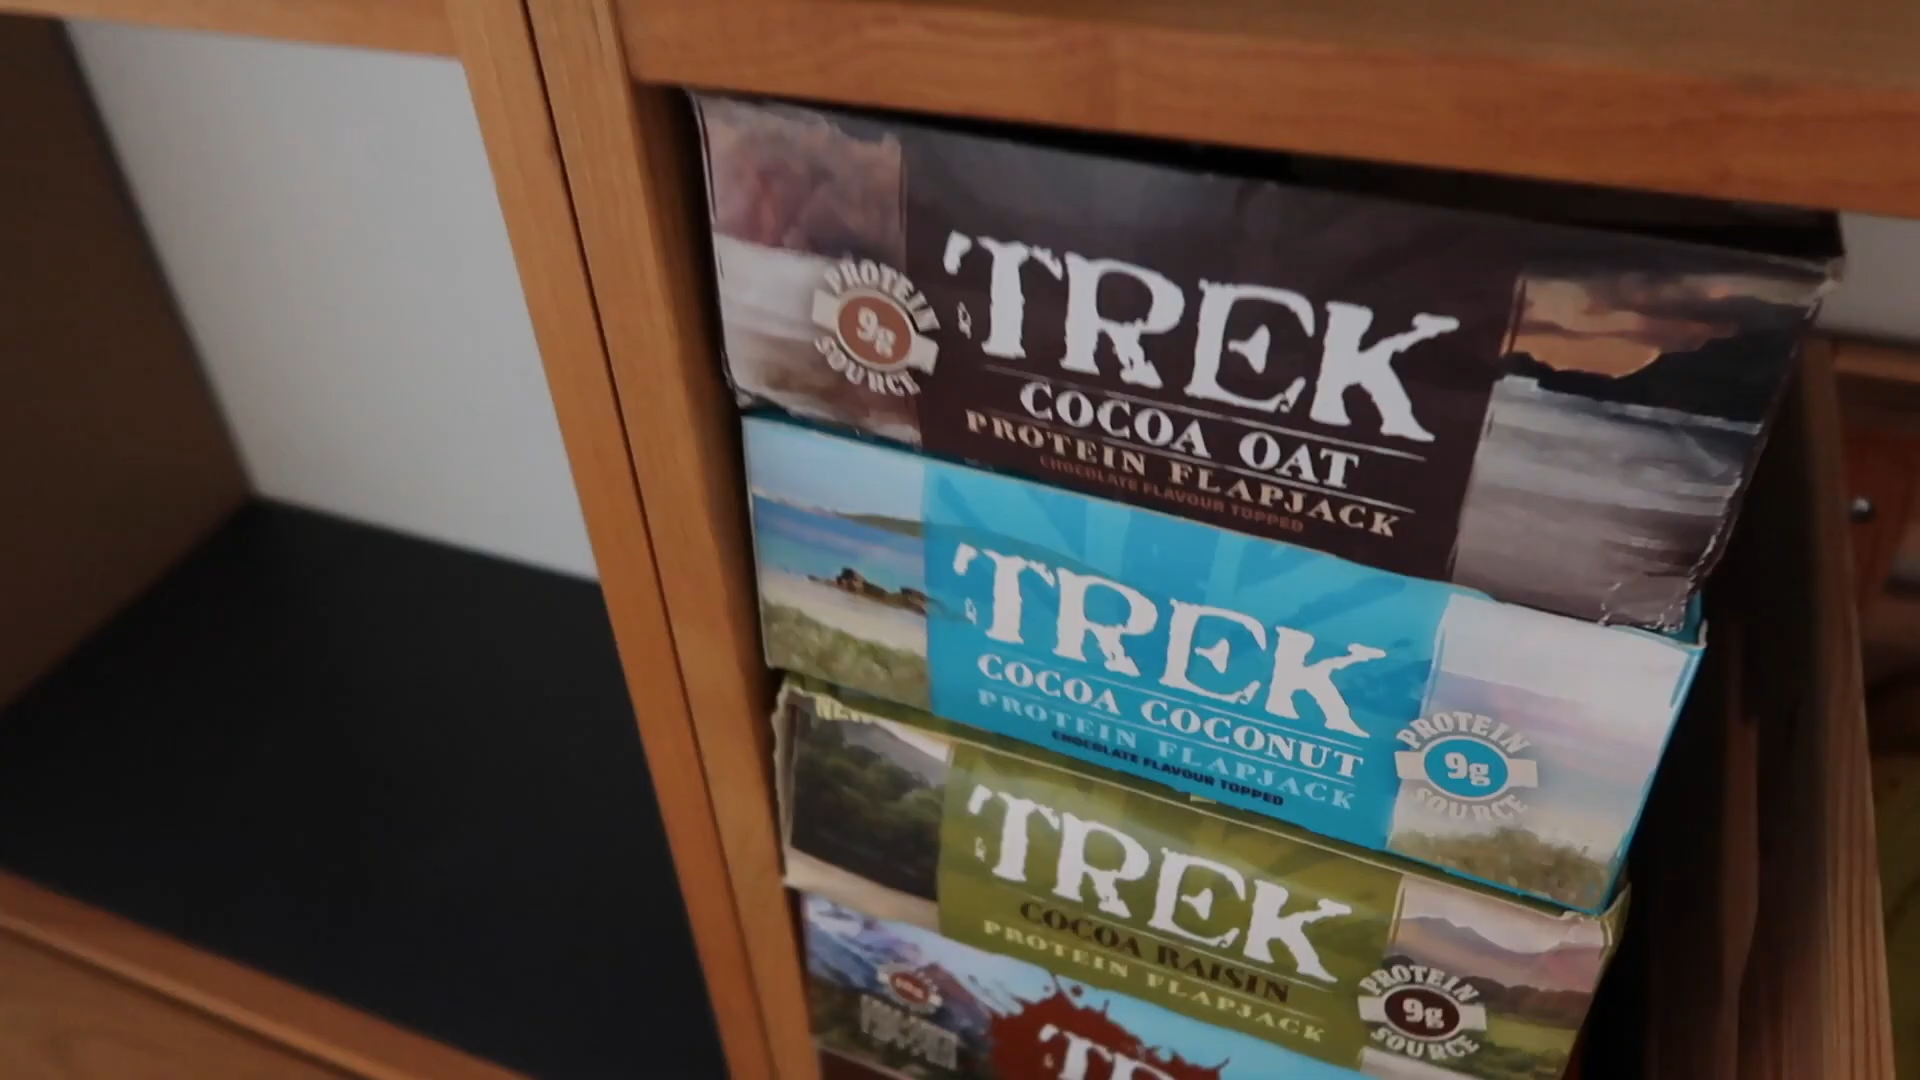 PROTEIN
9g
SOURCE
TREK
COCOA OAT
PROTEIN FLAPJACK
CHOCOLATE FLAVOUR TOPPED
TREK
COCOA COCONUT
PROTEIN FLAPJACK
CHOCOLATE FLAVOUR TOPPED
PROTEIN
9g
SOURCE
NEW
TREK
COCOA RAISIN
PROTEIN FLAPJACK
PROTEIN
9g
SOURCE